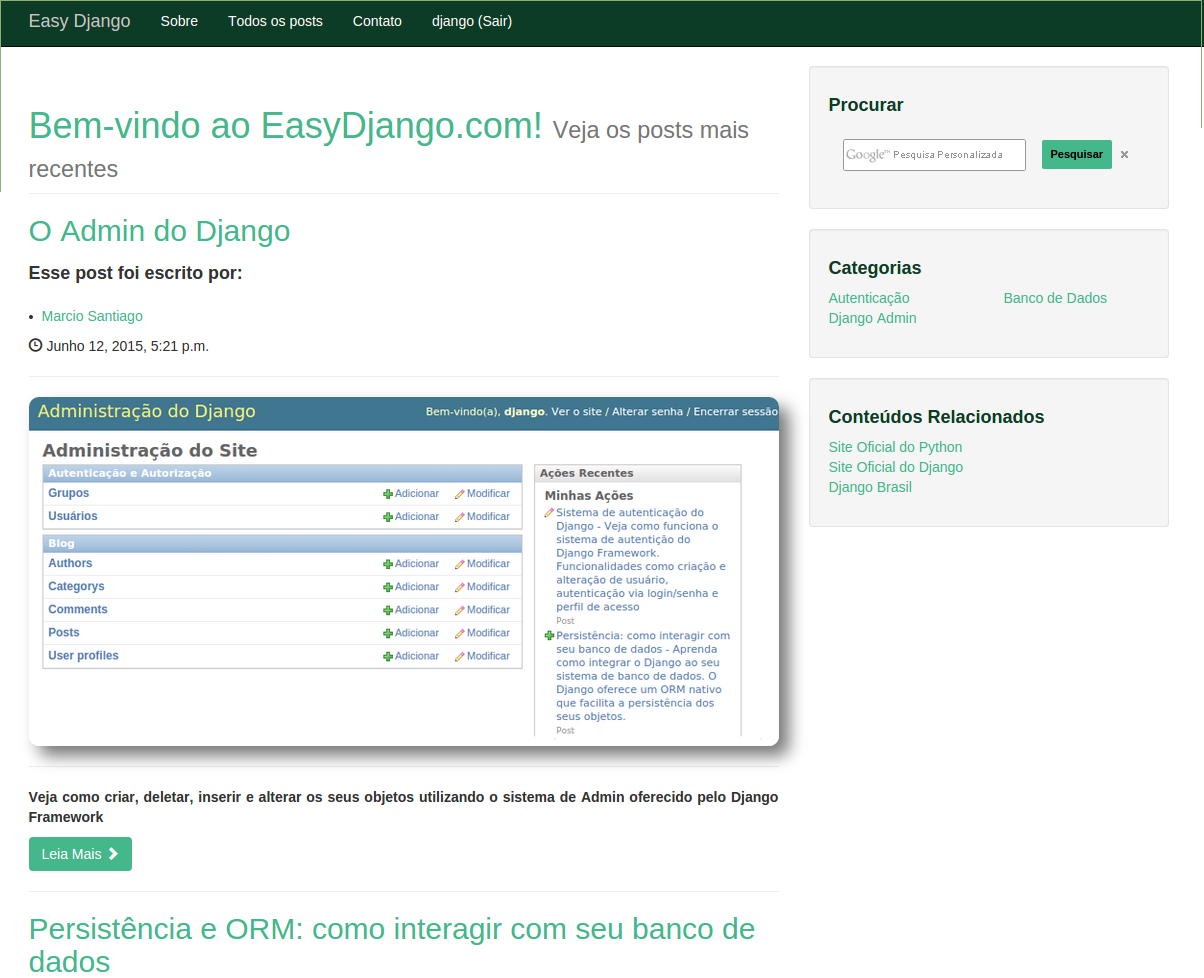 Easy Django Sobre Todos os posts Contato django (Sair)
Bem-vindo ao EasyDjango.com! Veja os posts mais
recentes
O Admin do Django
Esse post foi escrito por:
• Marcio Santiago
Junho 12, 2015, 5:21 p.m.
Administração do Django
Bem-vindo(a), django. Ver o site / Alterar senha / Encerrar sessão
Administração do Site
Autenticação e Autorização
Grupos Adicionar Modificar
Usuários Adicionar Modificar
Blog
Authors Adicionar Modificar
Categorys Adicionar Modificar
Comments Adicionar Modificar
Posts Adicionar Modificar
User profiles Adicionar Modificar
Ações Recentes
Minhas Ações
Sistema de autenticação do
Django - Veja como funciona o
sistema de autentição do
Django Framework.
Funcionalidades como criação e
alteração de usuário,
autenticação via login/senha e
perfil de acesso
Post
Persistência: como interagir com
seu banco de dados - Aprenda
como integrar o Django ao seu
sistema de banco de dados. O
Django oferece um ORM nativo
que facilita a persistência dos
seus objetos.
Post
Veja como criar, deletar, inserir e alterar os seus objetos utilizando o sistema de Admin oferecido pelo Django
Framework
Leia Mais
Persistência e ORM: como interagir com seu banco de
dados
Procurar
Google™ Pesquisa Personalizada Pesquisar ×
Categorias
Autenticação Banco de Dados
Django Admin
Conteúdos Relacionados
Site Oficial do Python
Site Oficial do Django
Django Brasil